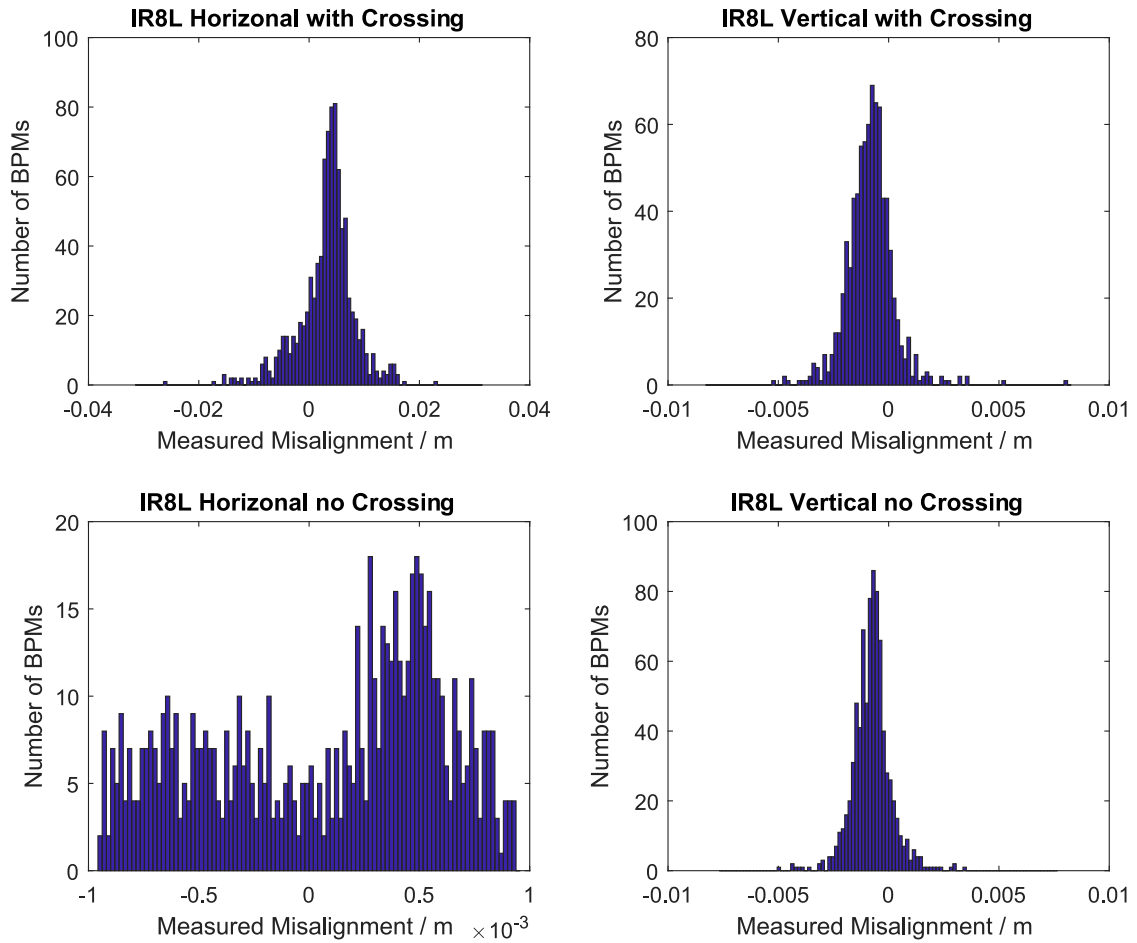 IR8L Horizonal with Crossing
100
80
60
40
20
0
Number of BPMs
-0.04 -0.02 0 0.02 0.04
Measured Misalignment / m
IR8L Vertical with Crossing
80
60
40
20
0
Number of BPMs
-0.01 -0.005 0 0.005 0.01
Measured Misalignment / m
IR8L Horizonal no Crossing
20
15
10
5
0
Number of BPMs
-1 -0.5 0 0.5 1
Measured Misalignment / m ×10⁻³
IR8L Vertical no Crossing
100
80
60
40
20
0
Number of BPMs
-0.01 -0.005 0 0.005 0.01
Measured Misalignment / m